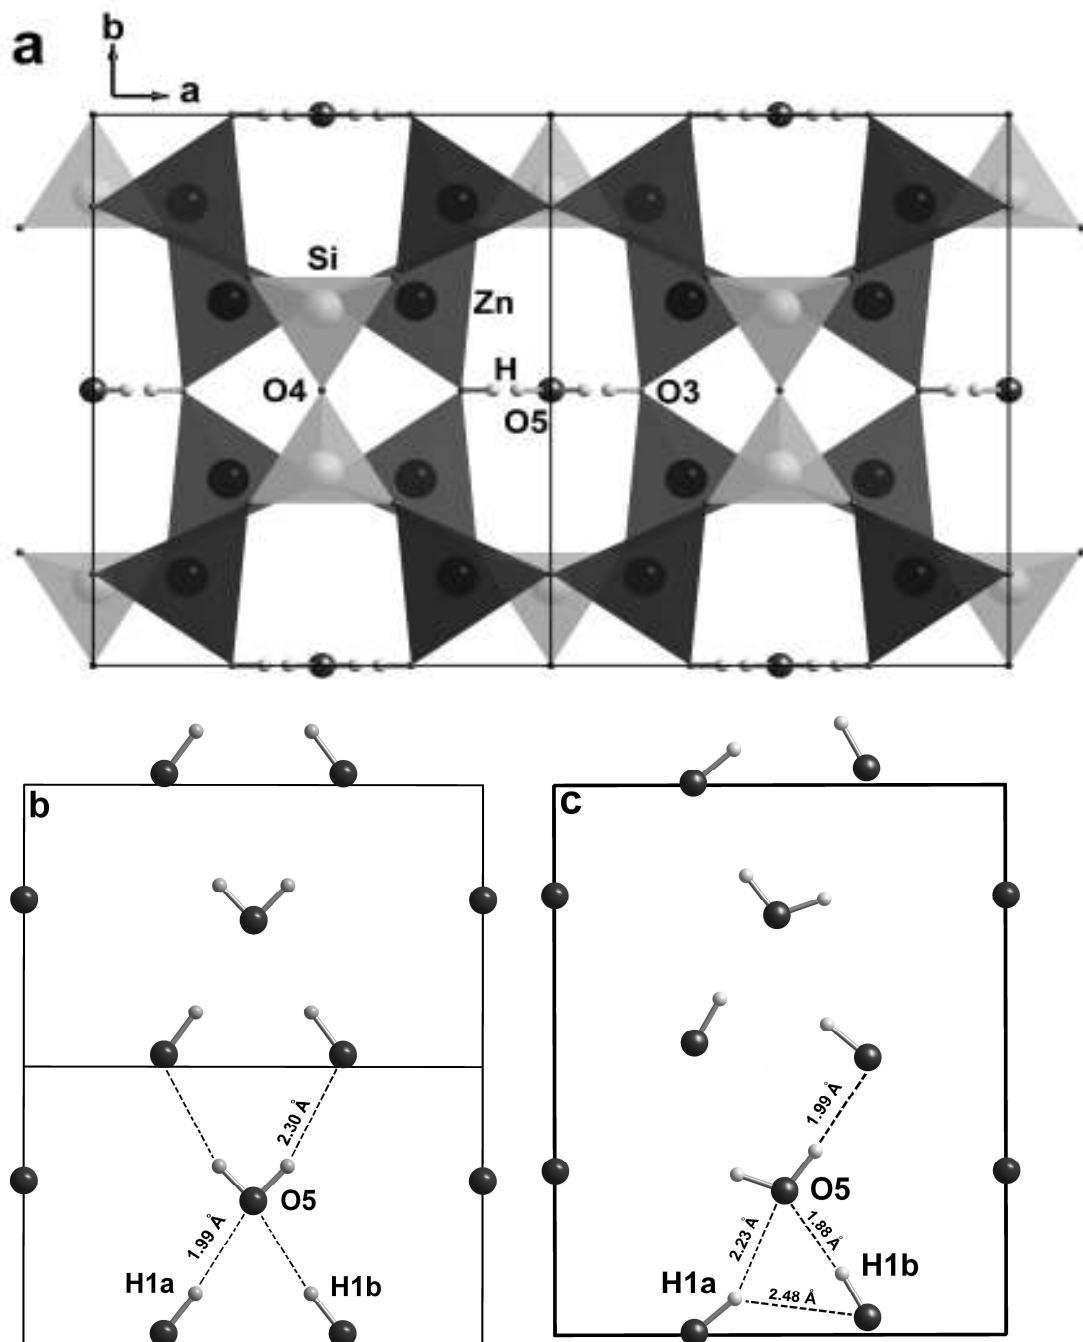 a
b
a
Si
Zn
H
O4
O3
O5
b
c
2.30 Å
1.99 Å
O5
O5
1.99 Å
2.23 Å
1.88 Å
H1a
H1b
H1a
H1b
2.48 Å